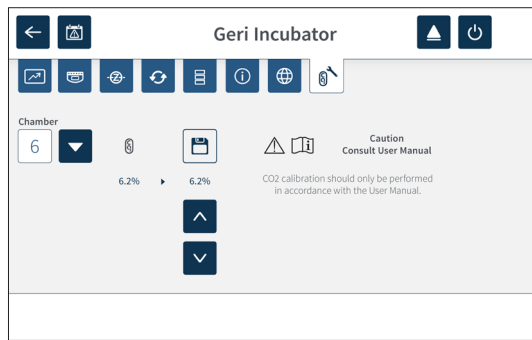 Geri Incubator
Chamber
6
6.2%
6.2%
Caution
Consult User Manual
CO2 calibration should only be performed
in accordance with the User Manual.